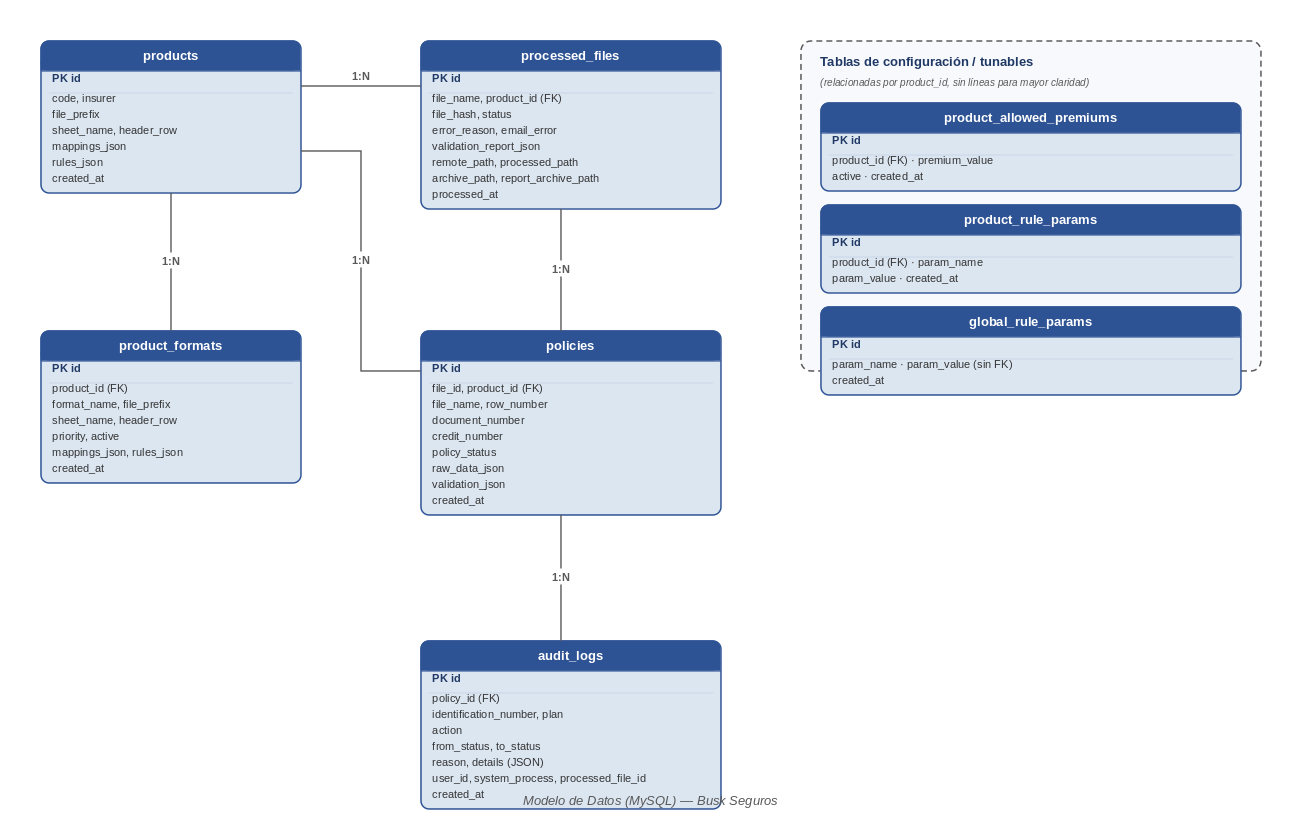 products
PK id
code, insurer
file_prefix
sheet_name, header_row
mappings_json
rules_json
created_at
1:N
processed_files
PK id
file_name, product_id (FK)
file_hash, status
error_reason, email_error
validation_report_json
remote_path, processed_path
archive_path, report_archive_path
processed_at
1:N
1:N
1:N
product_formats
PK id
product_id (FK)
format_name, file_prefix
sheet_name, header_row
priority, active
mappings_json, rules_json
created_at
policies
PK id
file_id, product_id (FK)
file_name, row_number
document_number
credit_number
policy_status
raw_data_json
validation_json
created_at
1:N
audit_logs
PK id
policy_id (FK)
identification_number, plan
action
from_status, to_status
reason, details (JSON)
user_id, system_process, processed_file_id
created_at
Tablas de configuración / tunables
(relacionadas por product_id, sin líneas para mayor claridad)
product_allowed_premiums
PK id
product_id (FK) · premium_value
active · created_at
product_rule_params
PK id
product_id (FK) · param_name
param_value · created_at
global_rule_params
PK id
param_name · param_value (sin FK)
created_at
Modelo de Datos (MySQL) — Busk Seguros